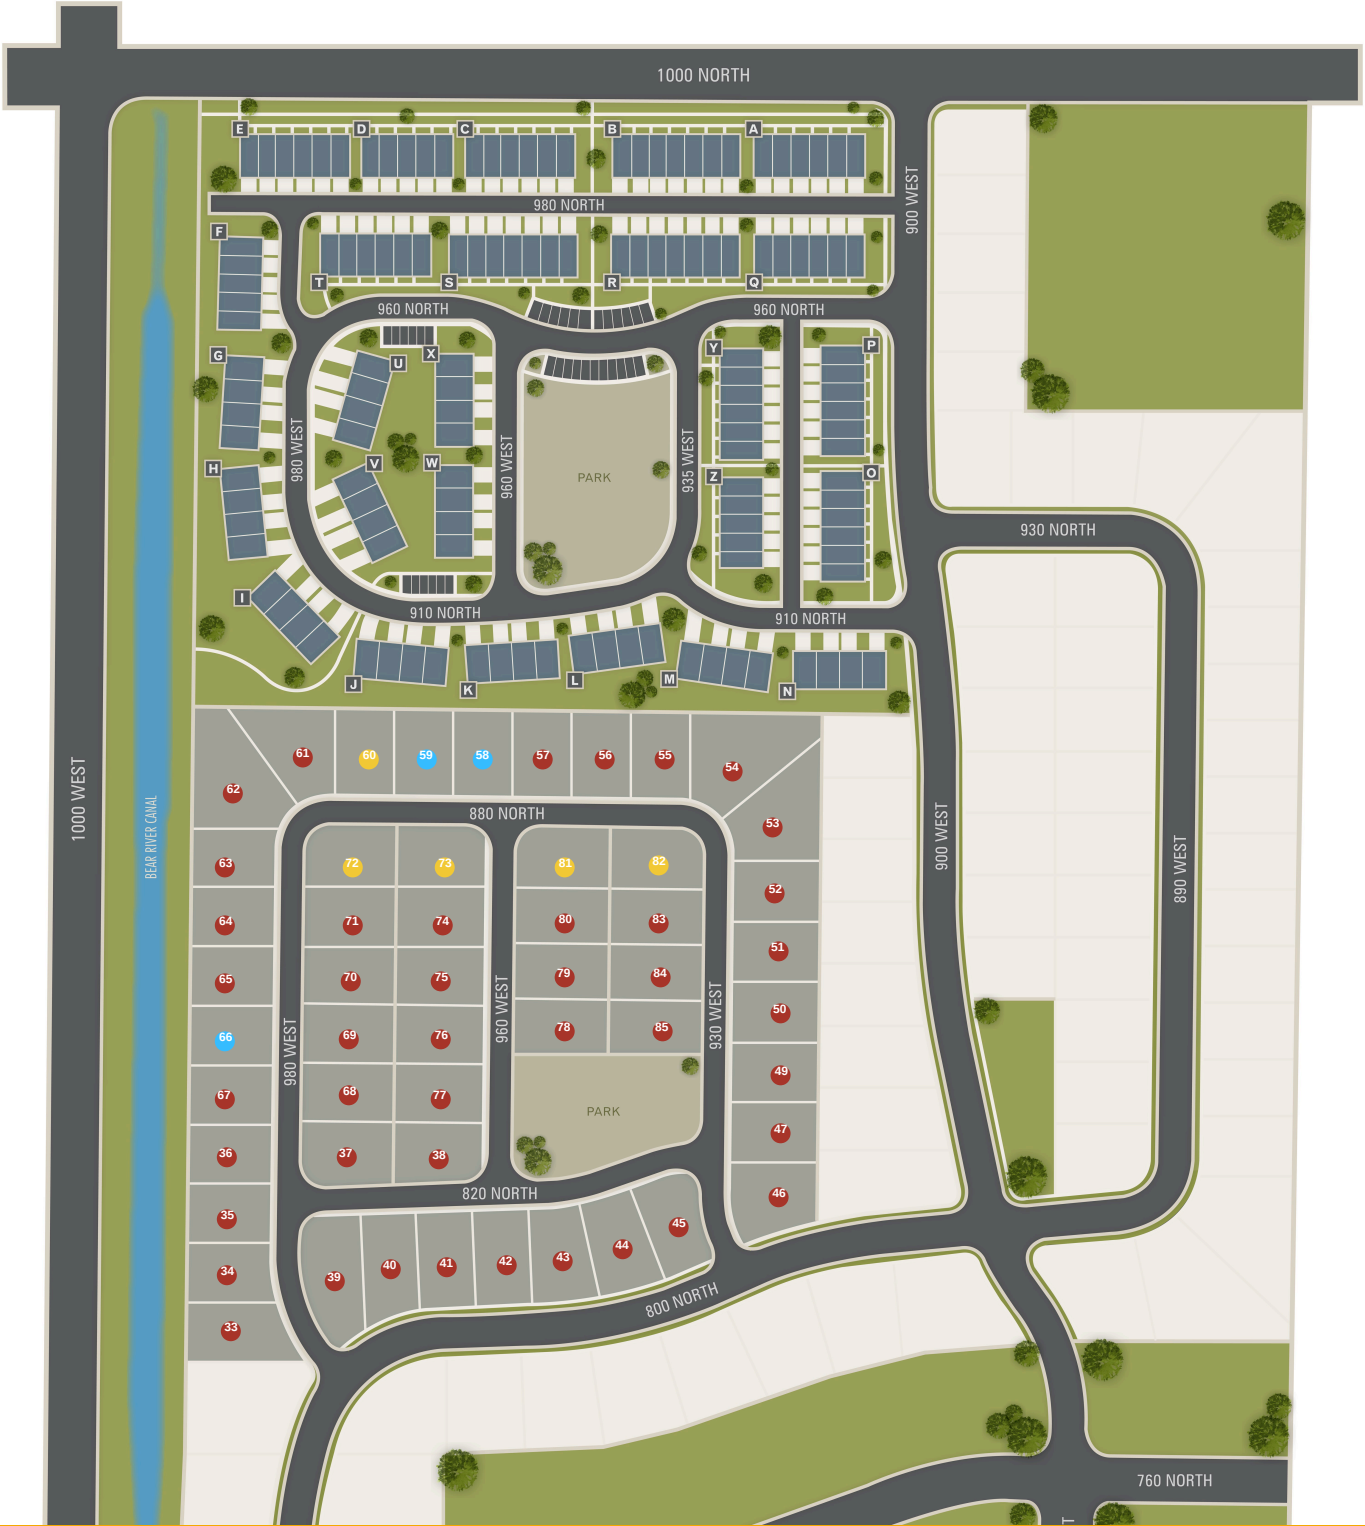 1000 NORTH
E
D
C
B
A
900 WEST
980 NORTH
F
T
S
R
Q
960 NORTH
960 NORTH
G
U
X
Y
P
980 WEST
960 WEST
PARK
935 WEST
H
V
W
Z
O
930 NORTH
I
910 NORTH
910 NORTH
J
K
L
M
N
1000 WEST
BEAR RIVER CANAL
61
60
59
58
57
56
55
54
62
53
880 NORTH
900 WEST
890 WEST
63
72
73
81
82
52
64
71
74
80
83
51
65
70
75
79
84
50
66
69
76
78
85
980 WEST
960 WEST
930 WEST
67
68
77
PARK
49
36
37
38
47
35
820 NORTH
46
34
39
40
41
42
43
44
45
33
800 NORTH
760 NORTH